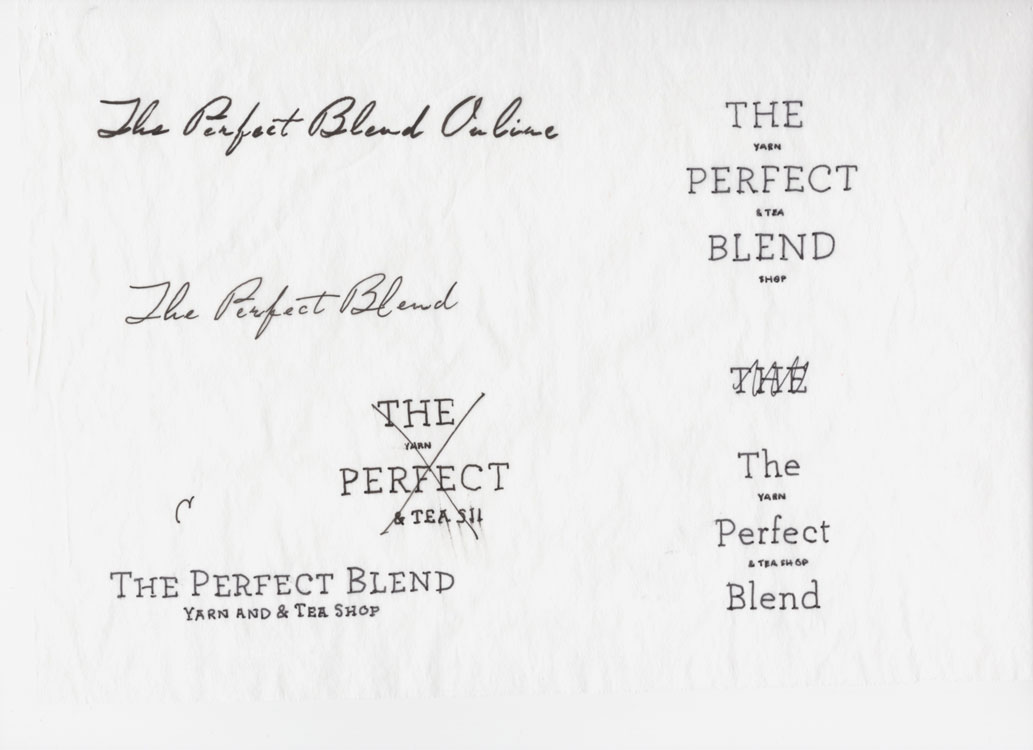 The Perfect Blend Online
The Perfect Blend
THE
YARN
PERFECT
& TEA SH
C
THE PERFECT BLEND
YARN AND & TEA SHOP
THE
YARN
PERFECT
& TEA
BLEND
SHOP
THE
The
YARN
Perfect
& TEA SHOP
Blend